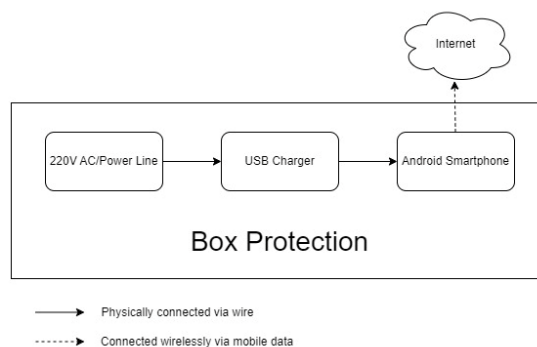 Internet
220V AC/Power Line
USB Charger
Android Smartphone
Box Protection
Physically connected via wire
Connected wirelessly via mobile data